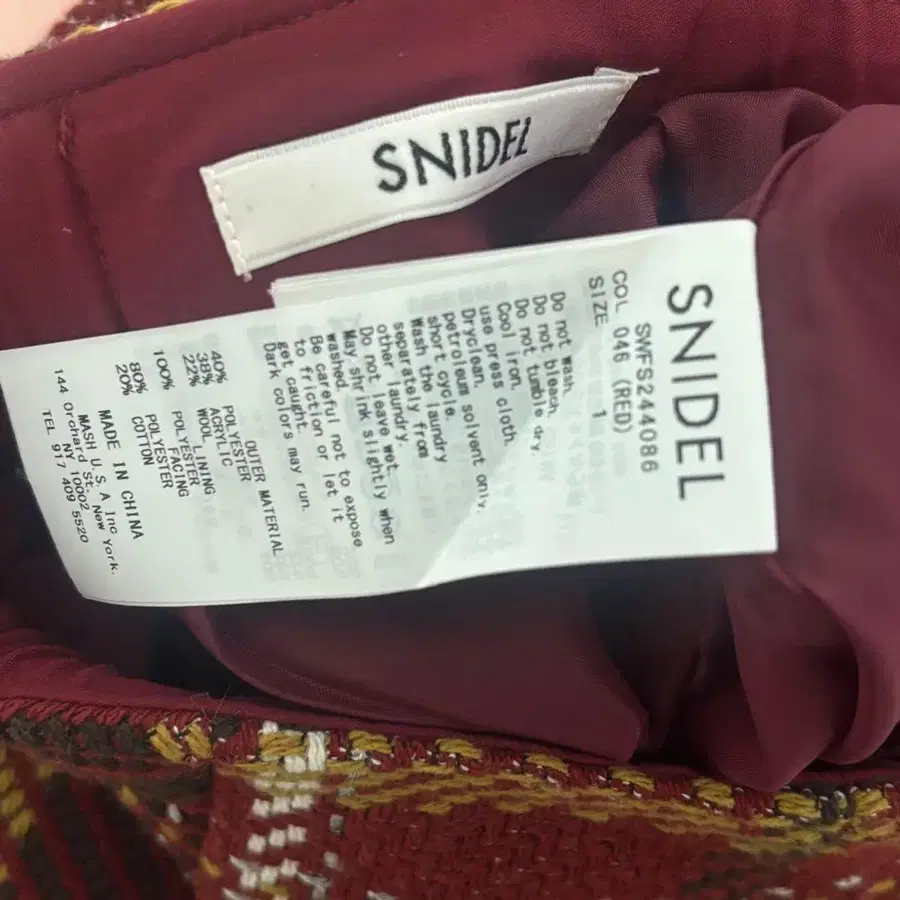 SNIDEL
SNIDEL
SWFS244086
COL 046 (RED)
SIZE 1
Do not wash.
Do not bleach.
Do not tumble dry.
Cool iron.
use press cloth.
Dryclean.
petroleum solvent only.
short cycle.
Wash the laundry
separately from
other laundry.
Do not leave wet.
May shrink slightly when
washed.
Be careful not to expose
to friction or let it
get caught.
Dark colors may run.
OUTER MATERIAL
40% POLYESTER
38% ACRYLIC
22% WOOL
LINING
100% POLYESTER
FACING
80% POLYESTER
20% COTTON
MADE IN CHINA
MASH U.S.A Inc
144 Orchard St. New York.
NY 10002
TEL 917 409 5520